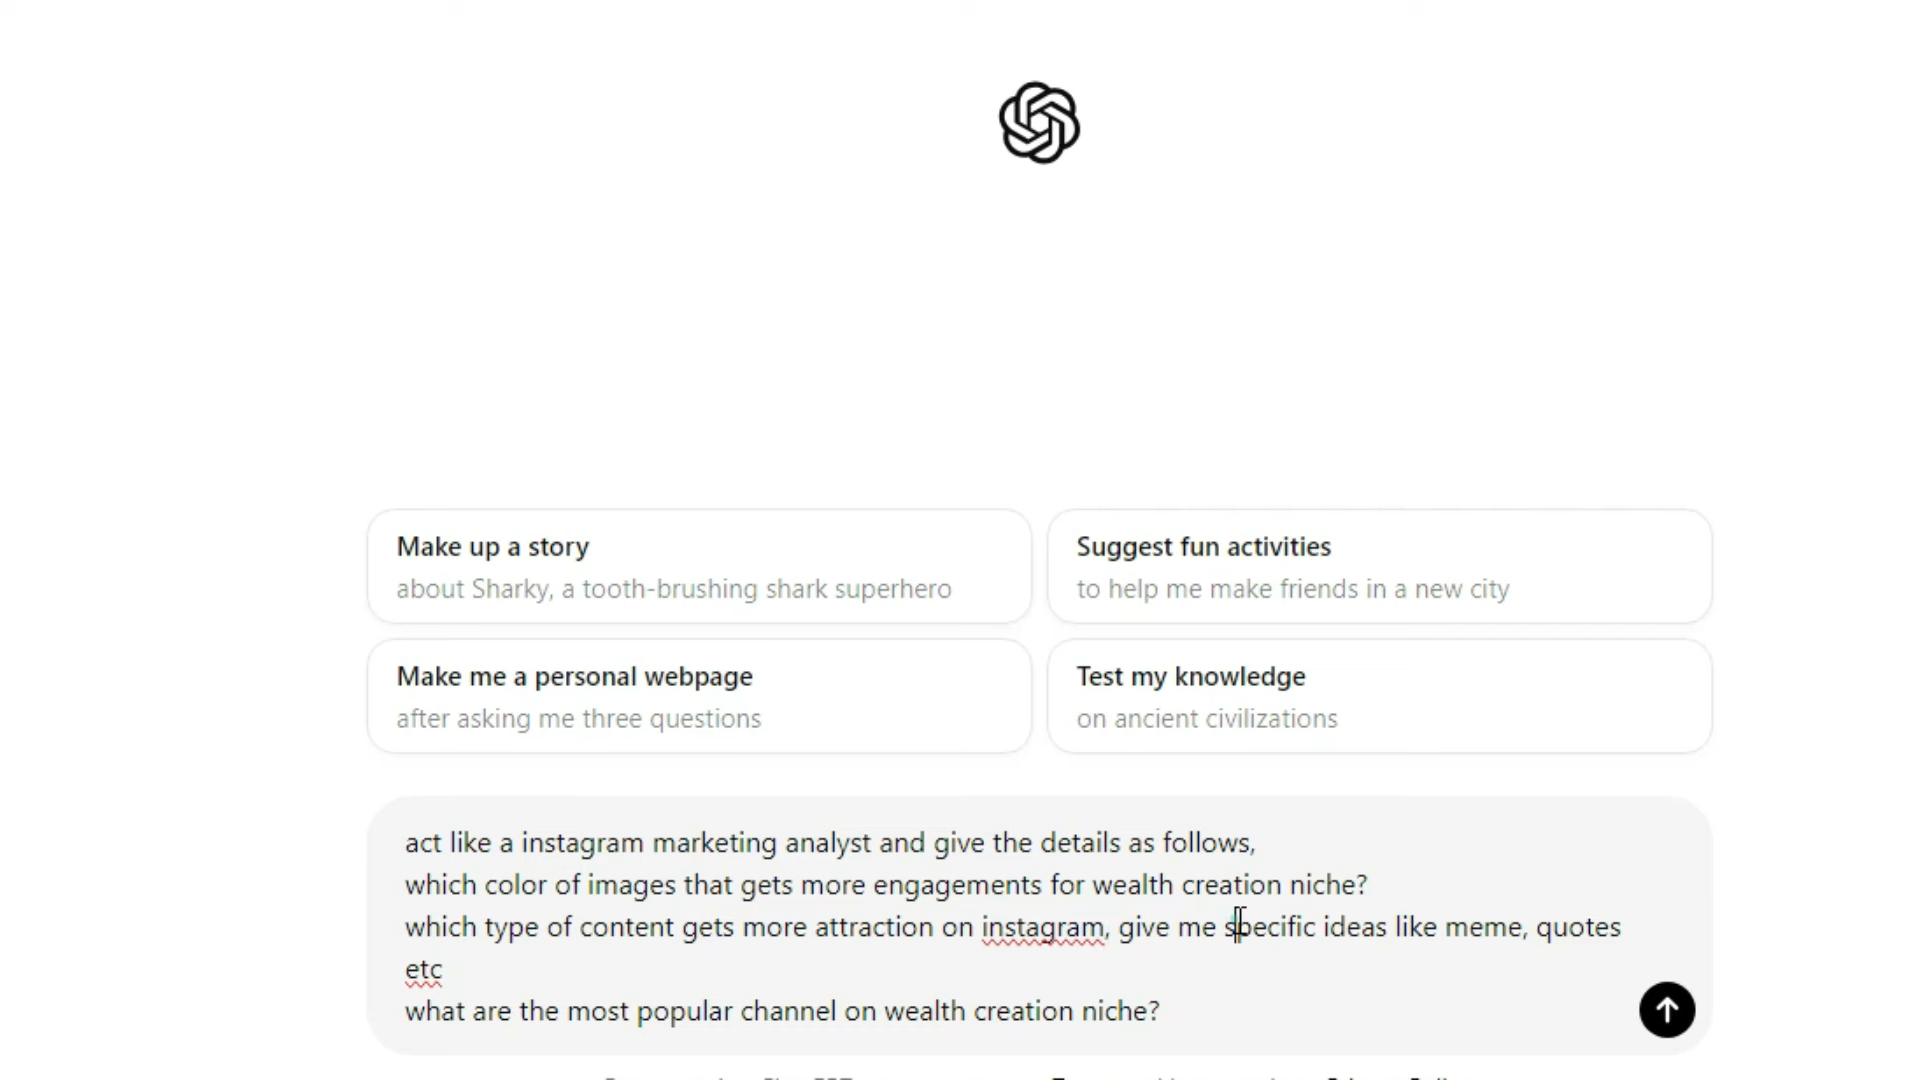 Make up a story
about Sharky, a tooth-brushing shark superhero
Suggest fun activities
to help me make friends in a new city
Make me a personal webpage
after asking me three questions
Test my knowledge
on ancient civilizations
act like a instagram marketing analyst and give the details as follows,
which color of images that gets more engagements for wealth creation niche?
which type of content gets more attraction on instagram, give me specific ideas like meme, quotes
etc
what are the most popular channel on wealth creation niche?